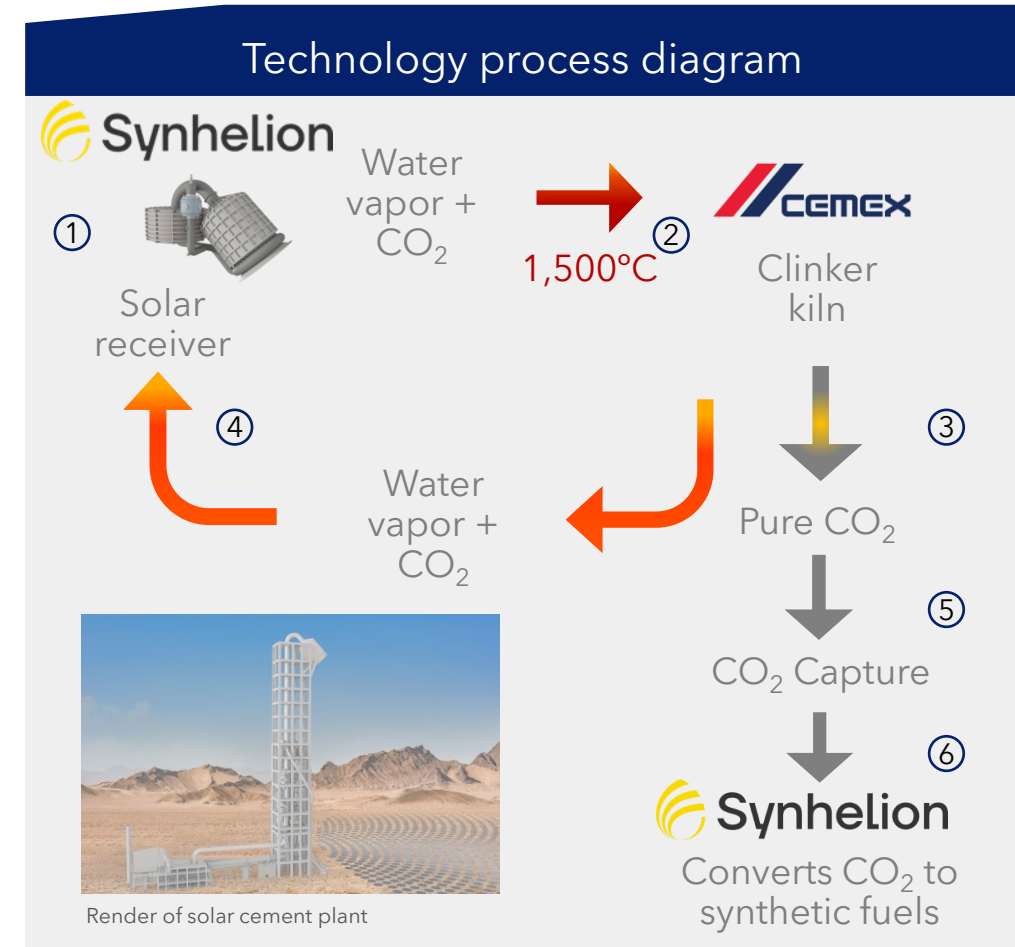 Technology process diagram
Synhelion
Water
vapor +
CO₂
CEMEX
1
2
1,500°C
Clinker
kiln
Solar
receiver
4
3
Water
vapor +
CO₂
Pure CO₂
5
CO₂ Capture
6
Synhelion
Converts CO₂ to
synthetic fuels
Render of solar cement plant